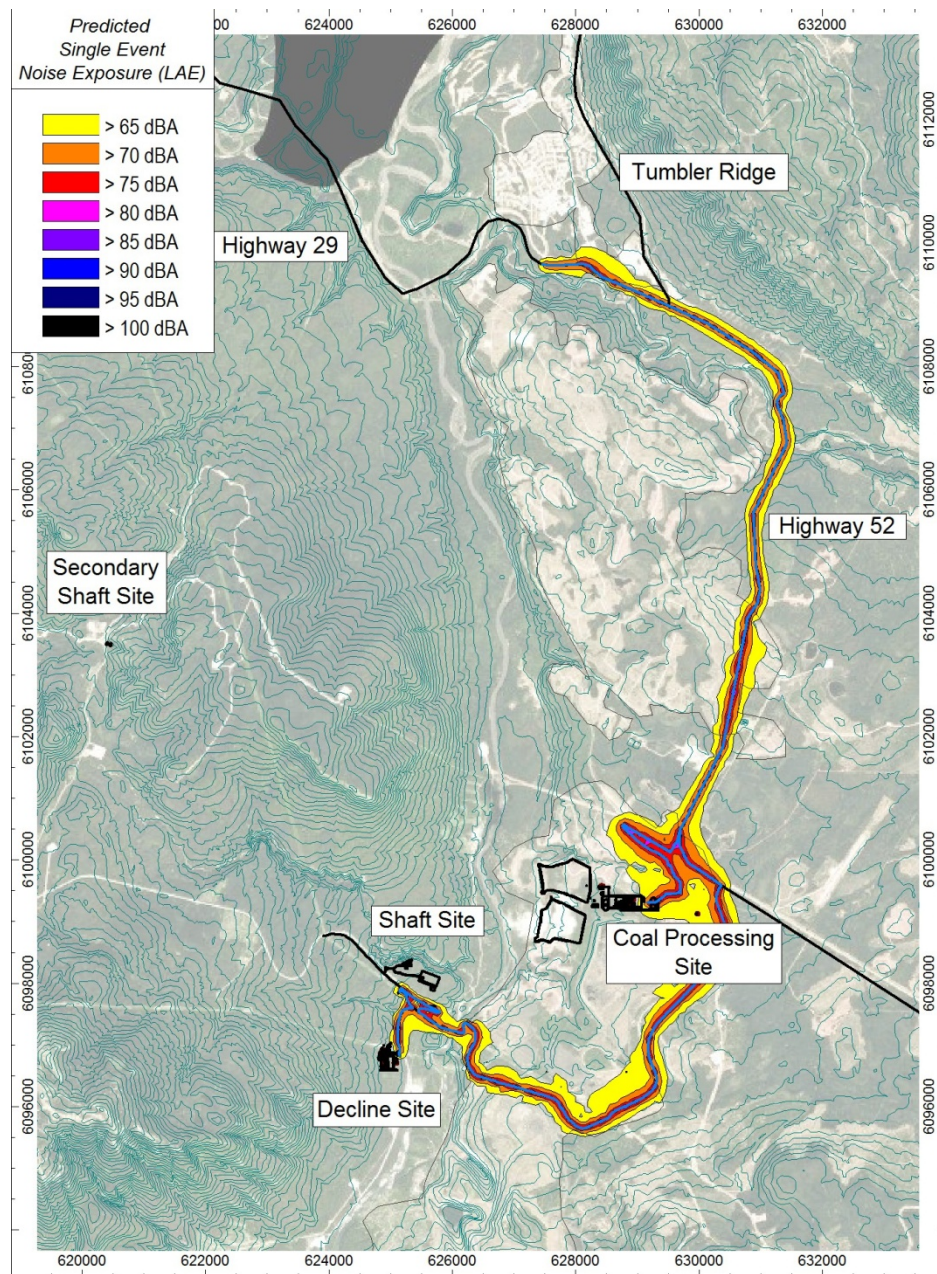 Predicted
Single Event
Noise Exposure (LAE)
> 65 dBA
> 70 dBA
> 75 dBA
> 80 dBA
> 85 dBA
> 90 dBA
> 95 dBA
> 100 dBA
624000
626000
628000
630000
632000
6112000
Tumbler Ridge
Highway 29
6110000
6108000
6106000
6106000
Highway 52
Secondary
Shaft Site
6104000
6104000
6102000
6102000
6100000
6100000
Shaft Site
Coal Processing
Site
6098000
6098000
Decline Site
6096000
6096000
620000
622000
624000
626000
628000
630000
632000